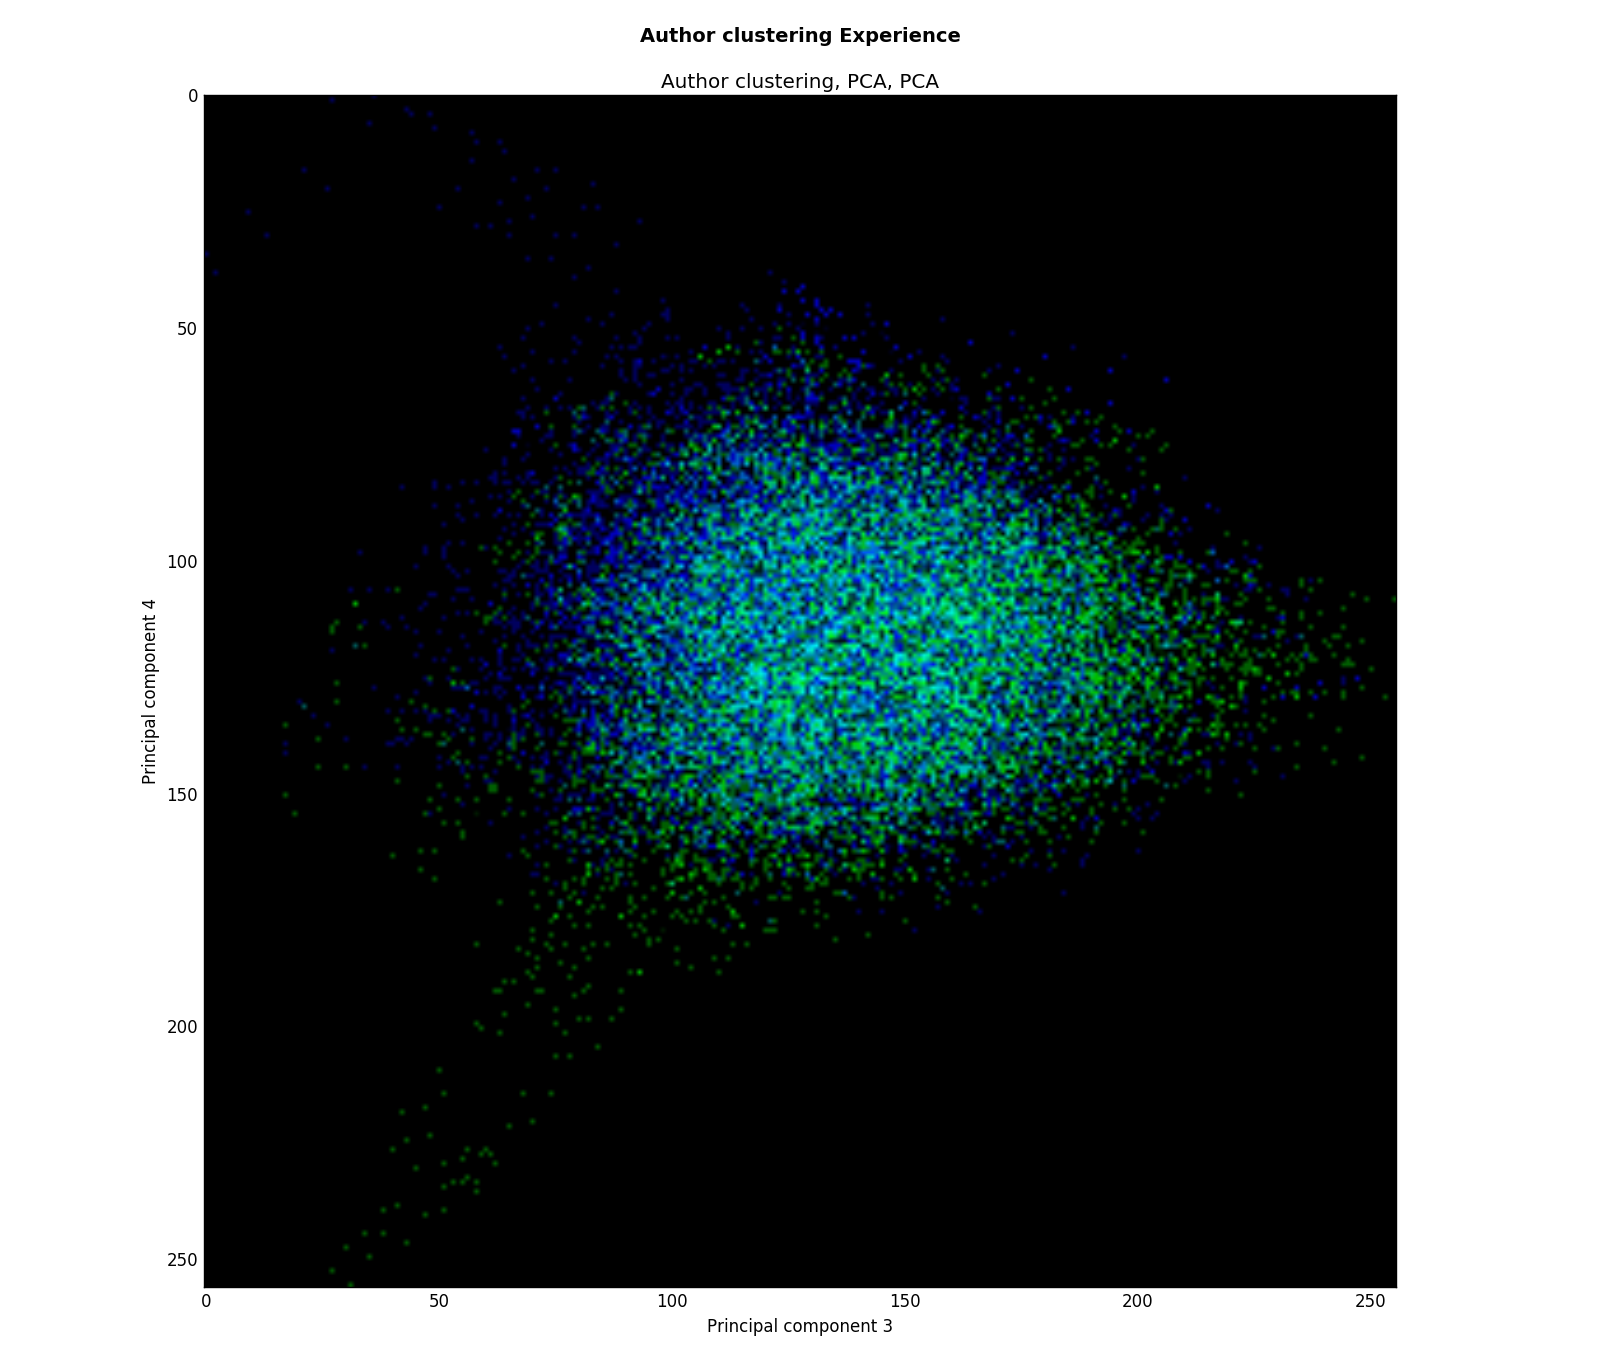 Author clustering Experience
Author clustering, PCA, PCA
0
50
100
150
200
250
Principal component 4
0 50 100 150 200 250
Principal component 3